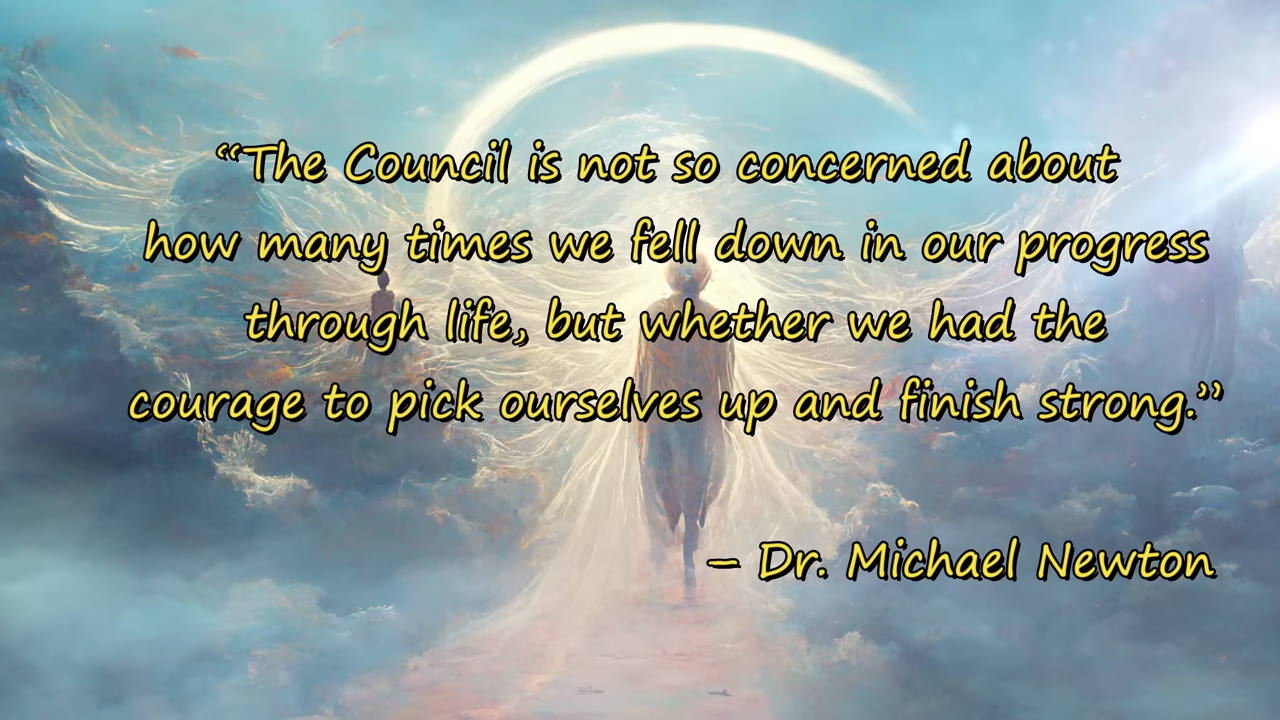 “The Council is not so concerned about
how many times we fell down in our progress
through life, but whether we had the
courage to pick ourselves up and finish strong.”
– Dr. Michael Newton